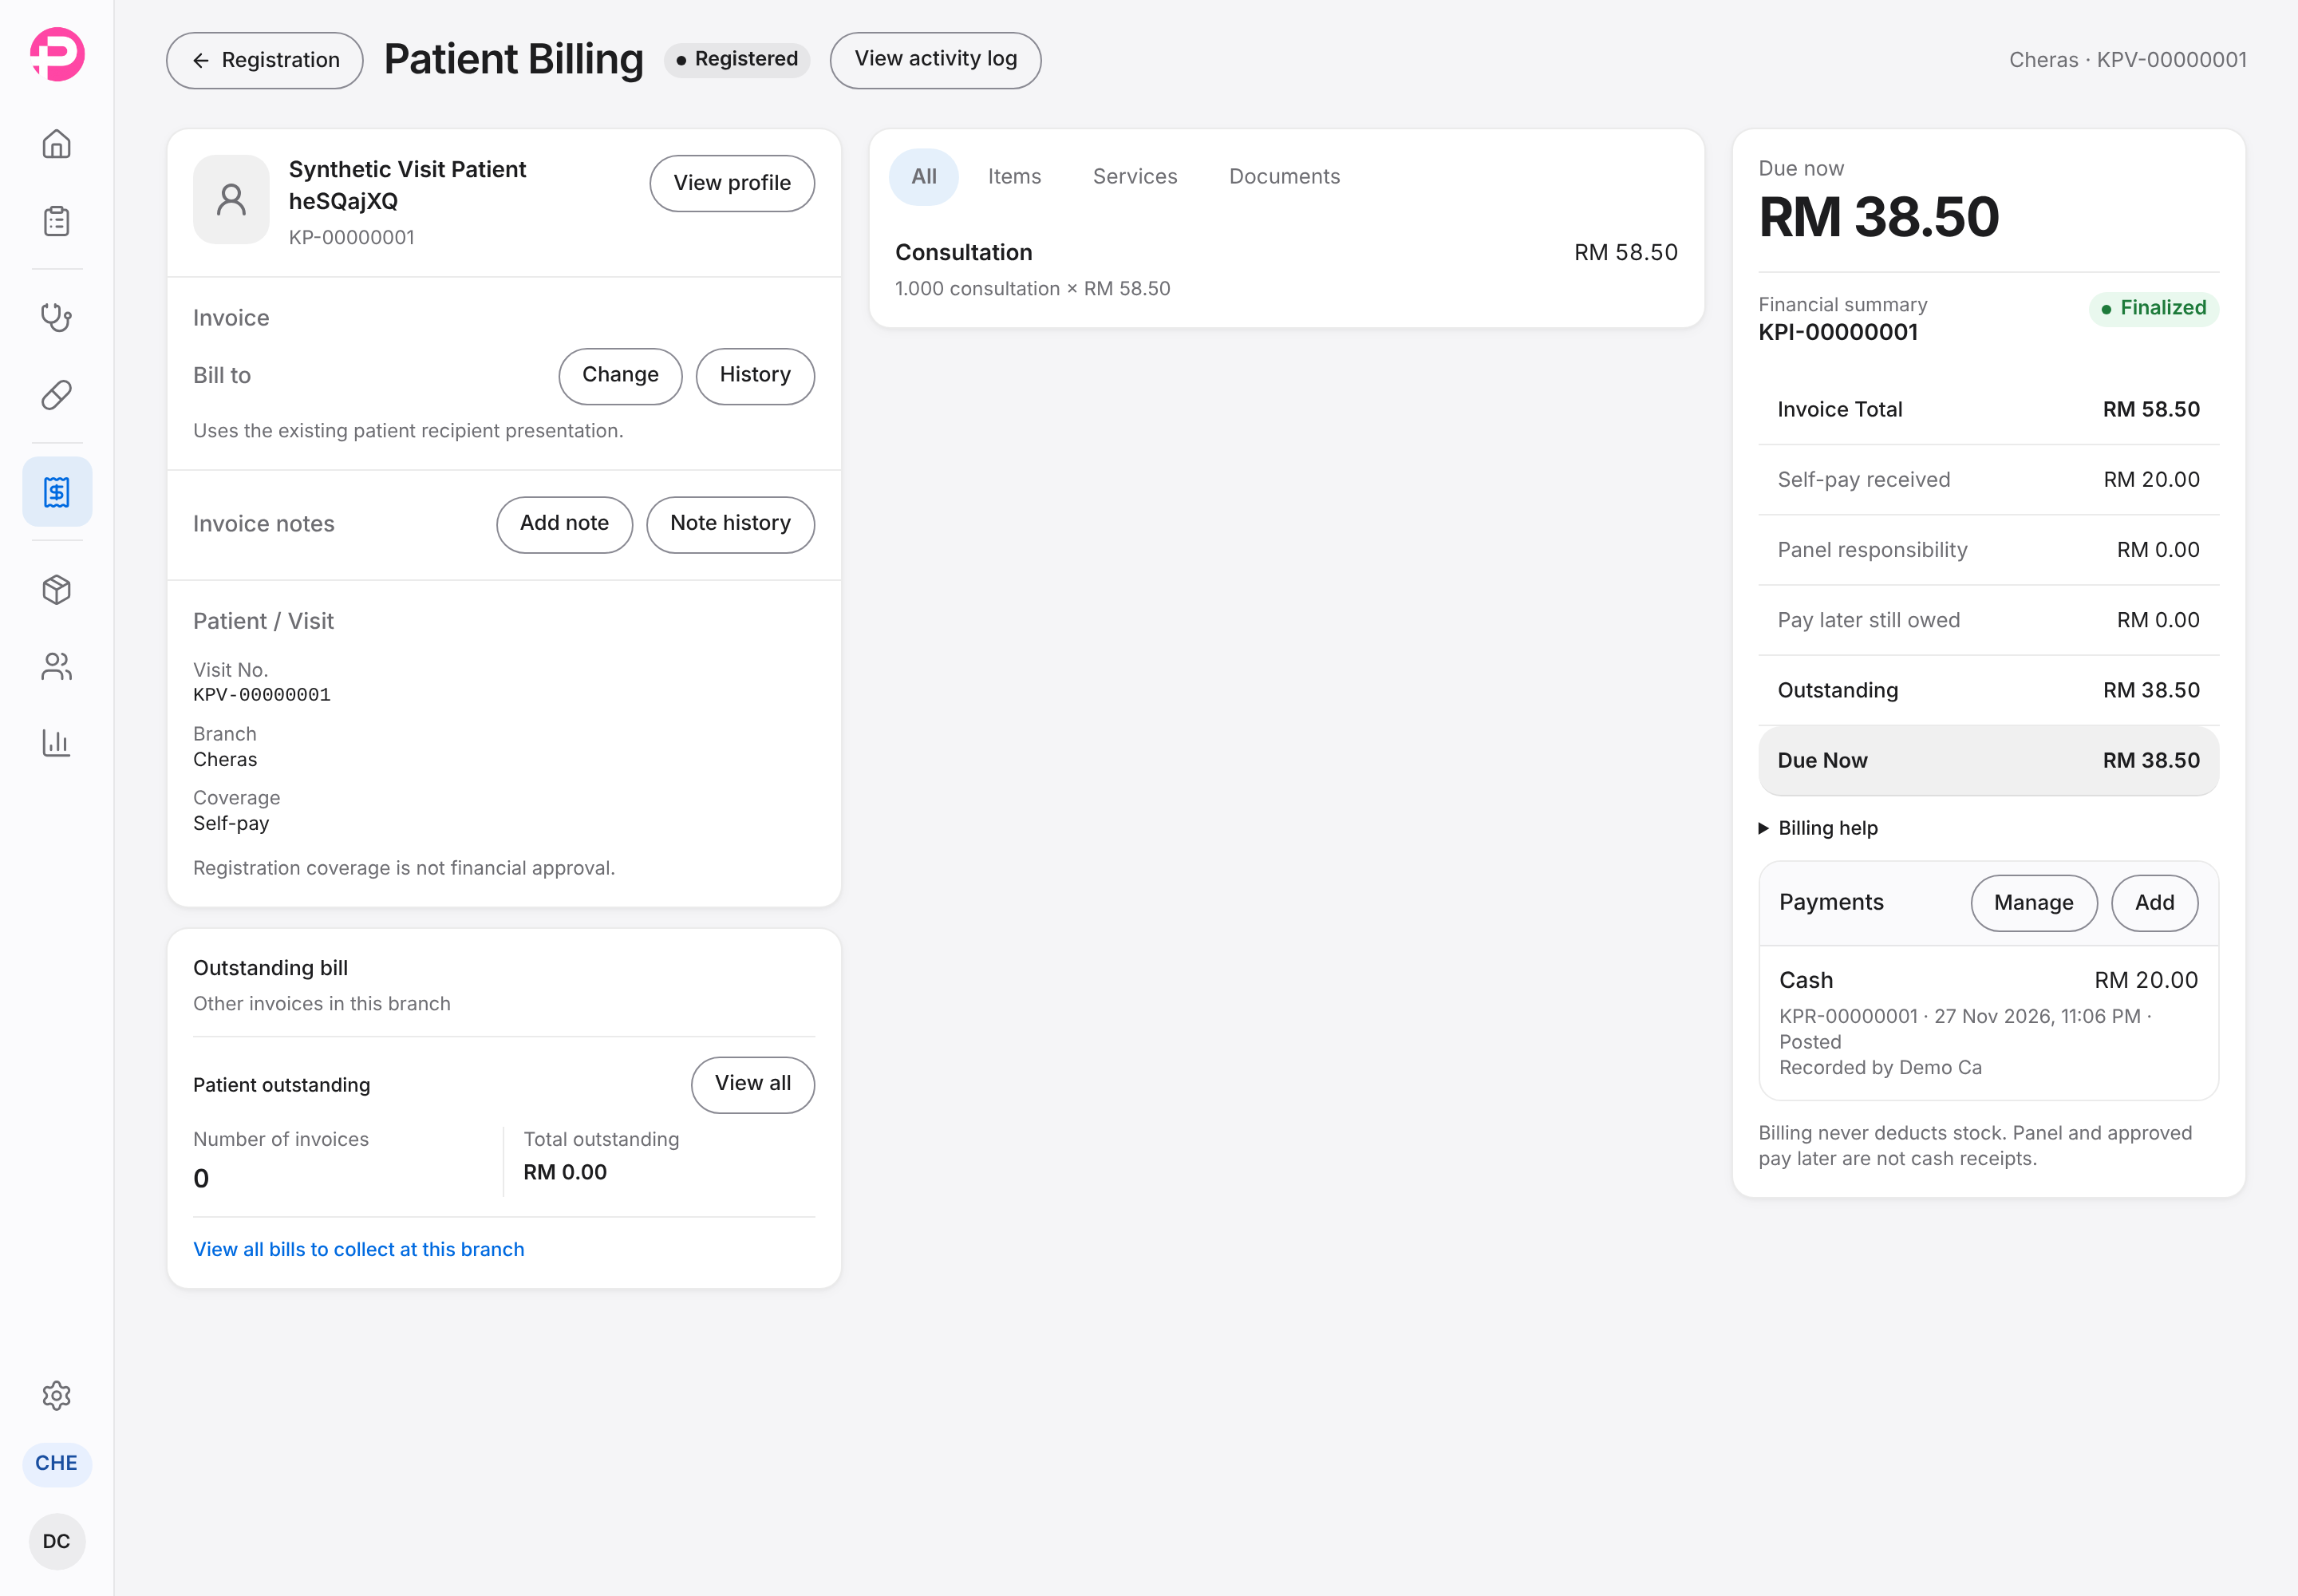 Registration
Patient Billing
Registered
View activity log
Cheras · KPV-00000001
Synthetic Visit Patient
heSQajXQ
KP-00000001
View profile
Invoice
Bill to
Change
History
Uses the existing patient recipient presentation.
Invoice notes
Add note
Note history
Patient / Visit
Visit No.
KPV-00000001
Branch
Cheras
Coverage
Self-pay
Registration coverage is not financial approval.
Outstanding bill
Other invoices in this branch
Patient outstanding
View all
Number of invoices
0
Total outstanding
RM 0.00
View all bills to collect at this branch
All
Items
Services
Documents
Consultation
RM 58.50
1.000 consultation × RM 58.50
Due now
RM 38.50
Financial summary
KPI-00000001
Finalized
Invoice Total
RM 58.50
Self-pay received
RM 20.00
Panel responsibility
RM 0.00
Pay later still owed
RM 0.00
Outstanding
RM 38.50
Due Now
RM 38.50
Billing help
Payments
Manage
Add
Cash
RM 20.00
KPR-00000001 · 27 Nov 2026, 11:06 PM ·
Posted
Recorded by Demo Ca
Billing never deducts stock. Panel and approved
pay later are not cash receipts.
CHE
DC